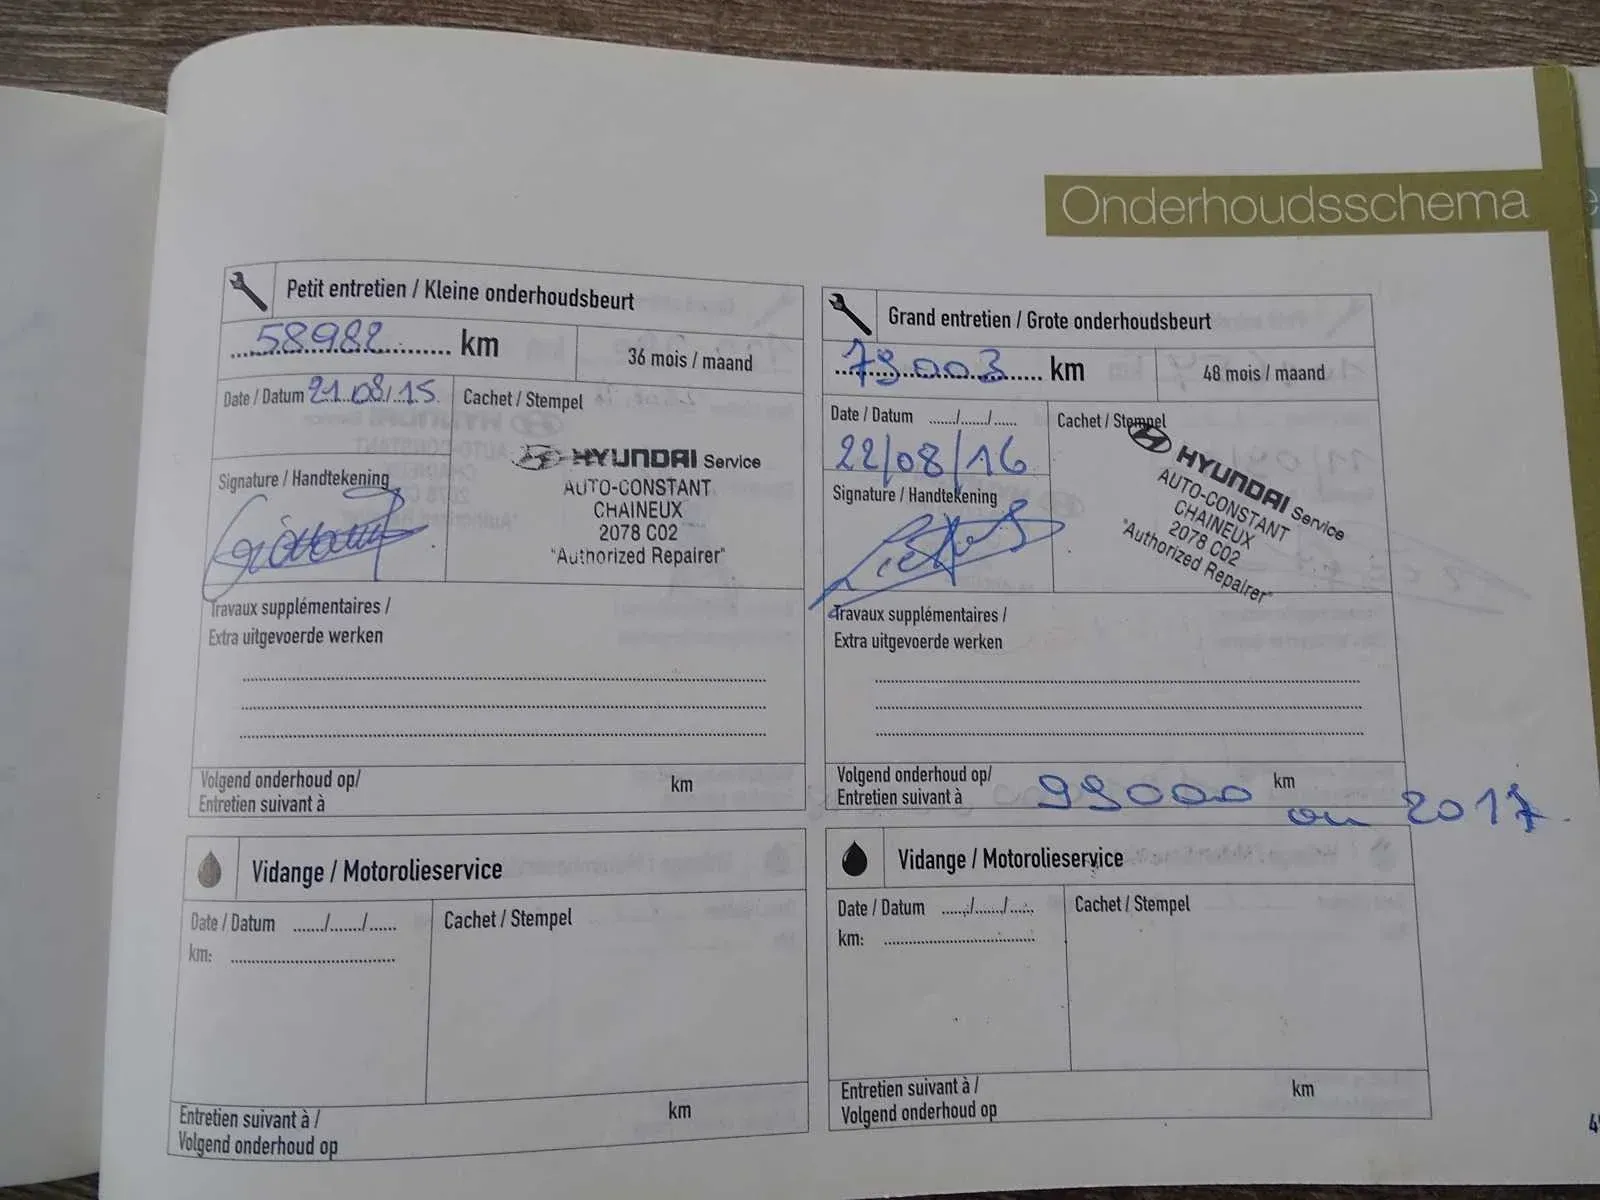 Onderhoudsschema
Petit entretien / Kleine onderhoudsbeurt
58982 km
36 mois / maand
Date / Datum 21/08/15
Cachet / Stempel
HYUNDAI Service
AUTO-CONSTANT
CHAINEUX
2078 C02
"Authorized Repairer"
Signature / Handtekening
Travaux supplémentaires /
Extra uitgevoerde werken
Volgend onderhoud op/
Entretien suivant à
km
Grand entretien / Grote onderhoudsbeurt
79003 km
48 mois / maand
Date / Datum ....../....../......
22/08/16
Cachet / Stempel
HYUNDAI Service
AUTO-CONSTANT
CHAINEUX
2078 C02
"Authorized Repairer"
Signature / Handtekening
Travaux supplémentaires /
Extra uitgevoerde werken
Volgend onderhoud op/
Entretien suivant à 99000 km
ou 2017.
Vidange / Motorolieservice
Date / Datum ......./......./......
km:
Cachet / Stempel
Entretien suivant à /
Volgend onderhoud op
km
Vidange / Motorolieservice
Date / Datum ......./......./......
km:
Cachet / Stempel
Entretien suivant à /
Volgend onderhoud op
km